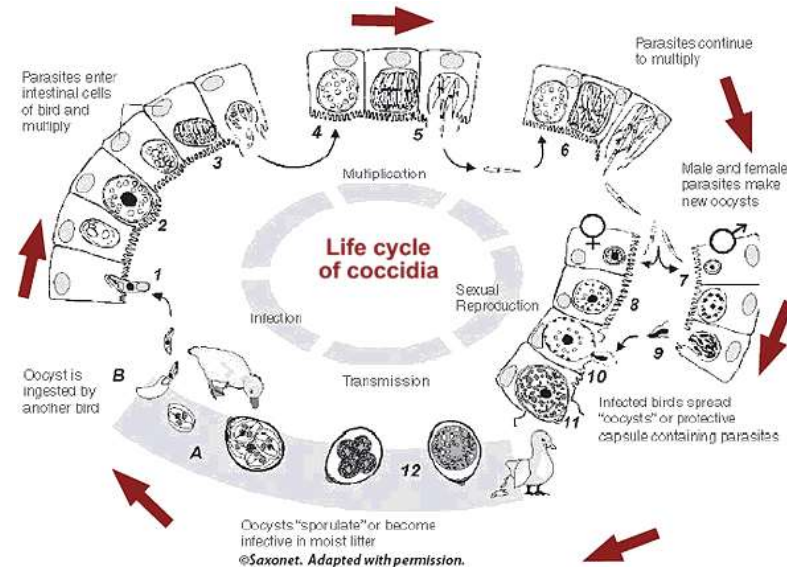 Parasites enter
intestinal cells
of bird and
multiply
Parasites continue
to multiply
4
5
6
3
2
1
Multiplication
Male and female
parasites make
new oocysts
♀
♂
7
8
9
10
11
Life cycle
of coccidia
Sexual
Reproduction
Infection
Transmission
Oocyst is
ingested by
another bird
B
A
12
Infected birds spread
"oocysts" or protective
capsule containing parasites
Oocysts "sporulate" or become
infective in moist litter
©Saxonet. Adapted with permission.